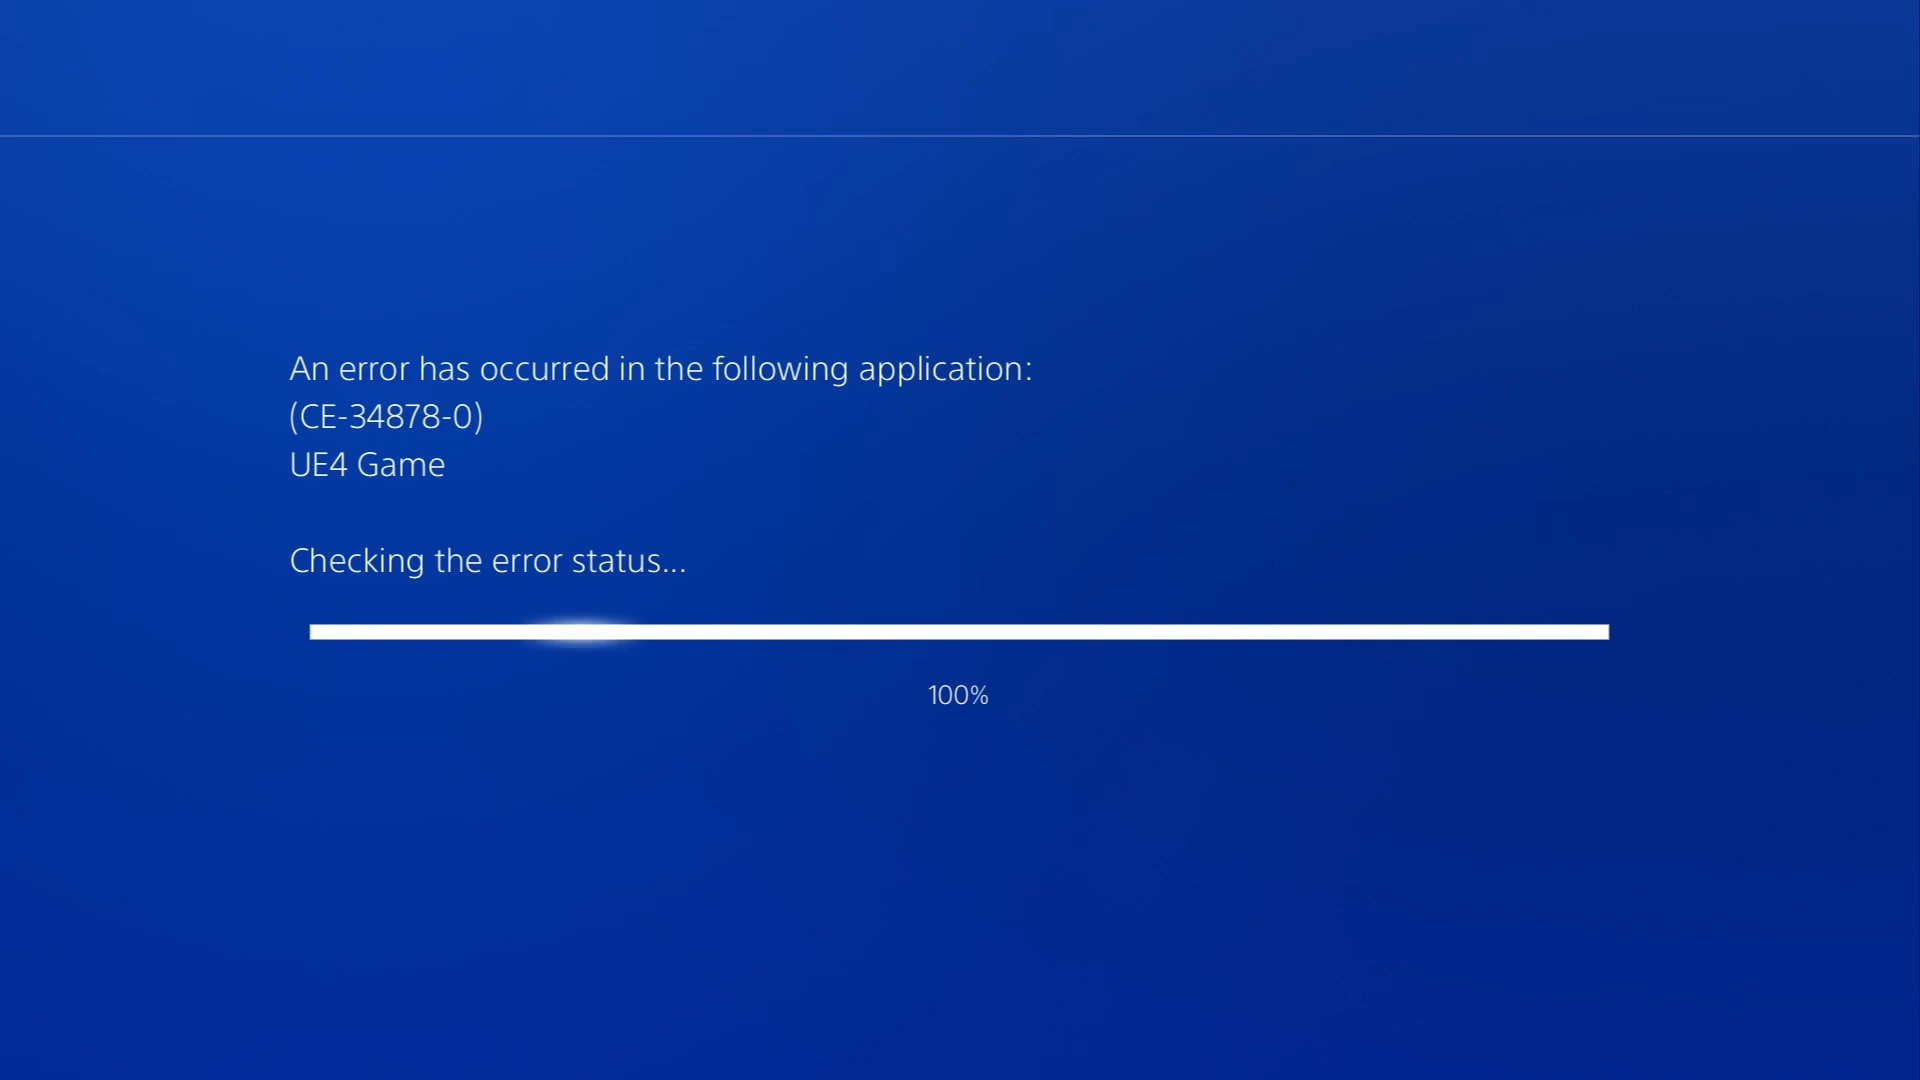 An error has occurred in the following application:
(CE-34878-0)
UE4 Game
Checking the error status...
100%